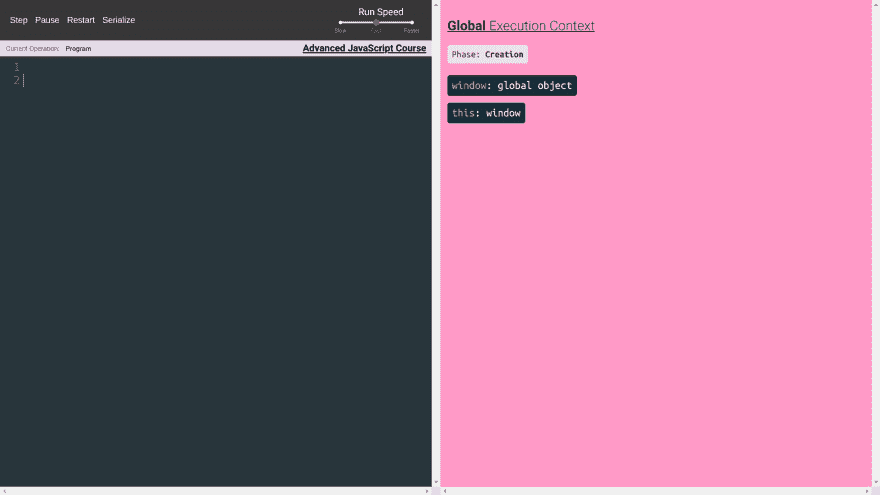 Step Pause Restart Serialize
Run Speed
Slow Fast Faster
Current Operation: Program
Advanced JavaScript Course
1
2
Global Execution Context
Phase: Creation
window: global object
this: window